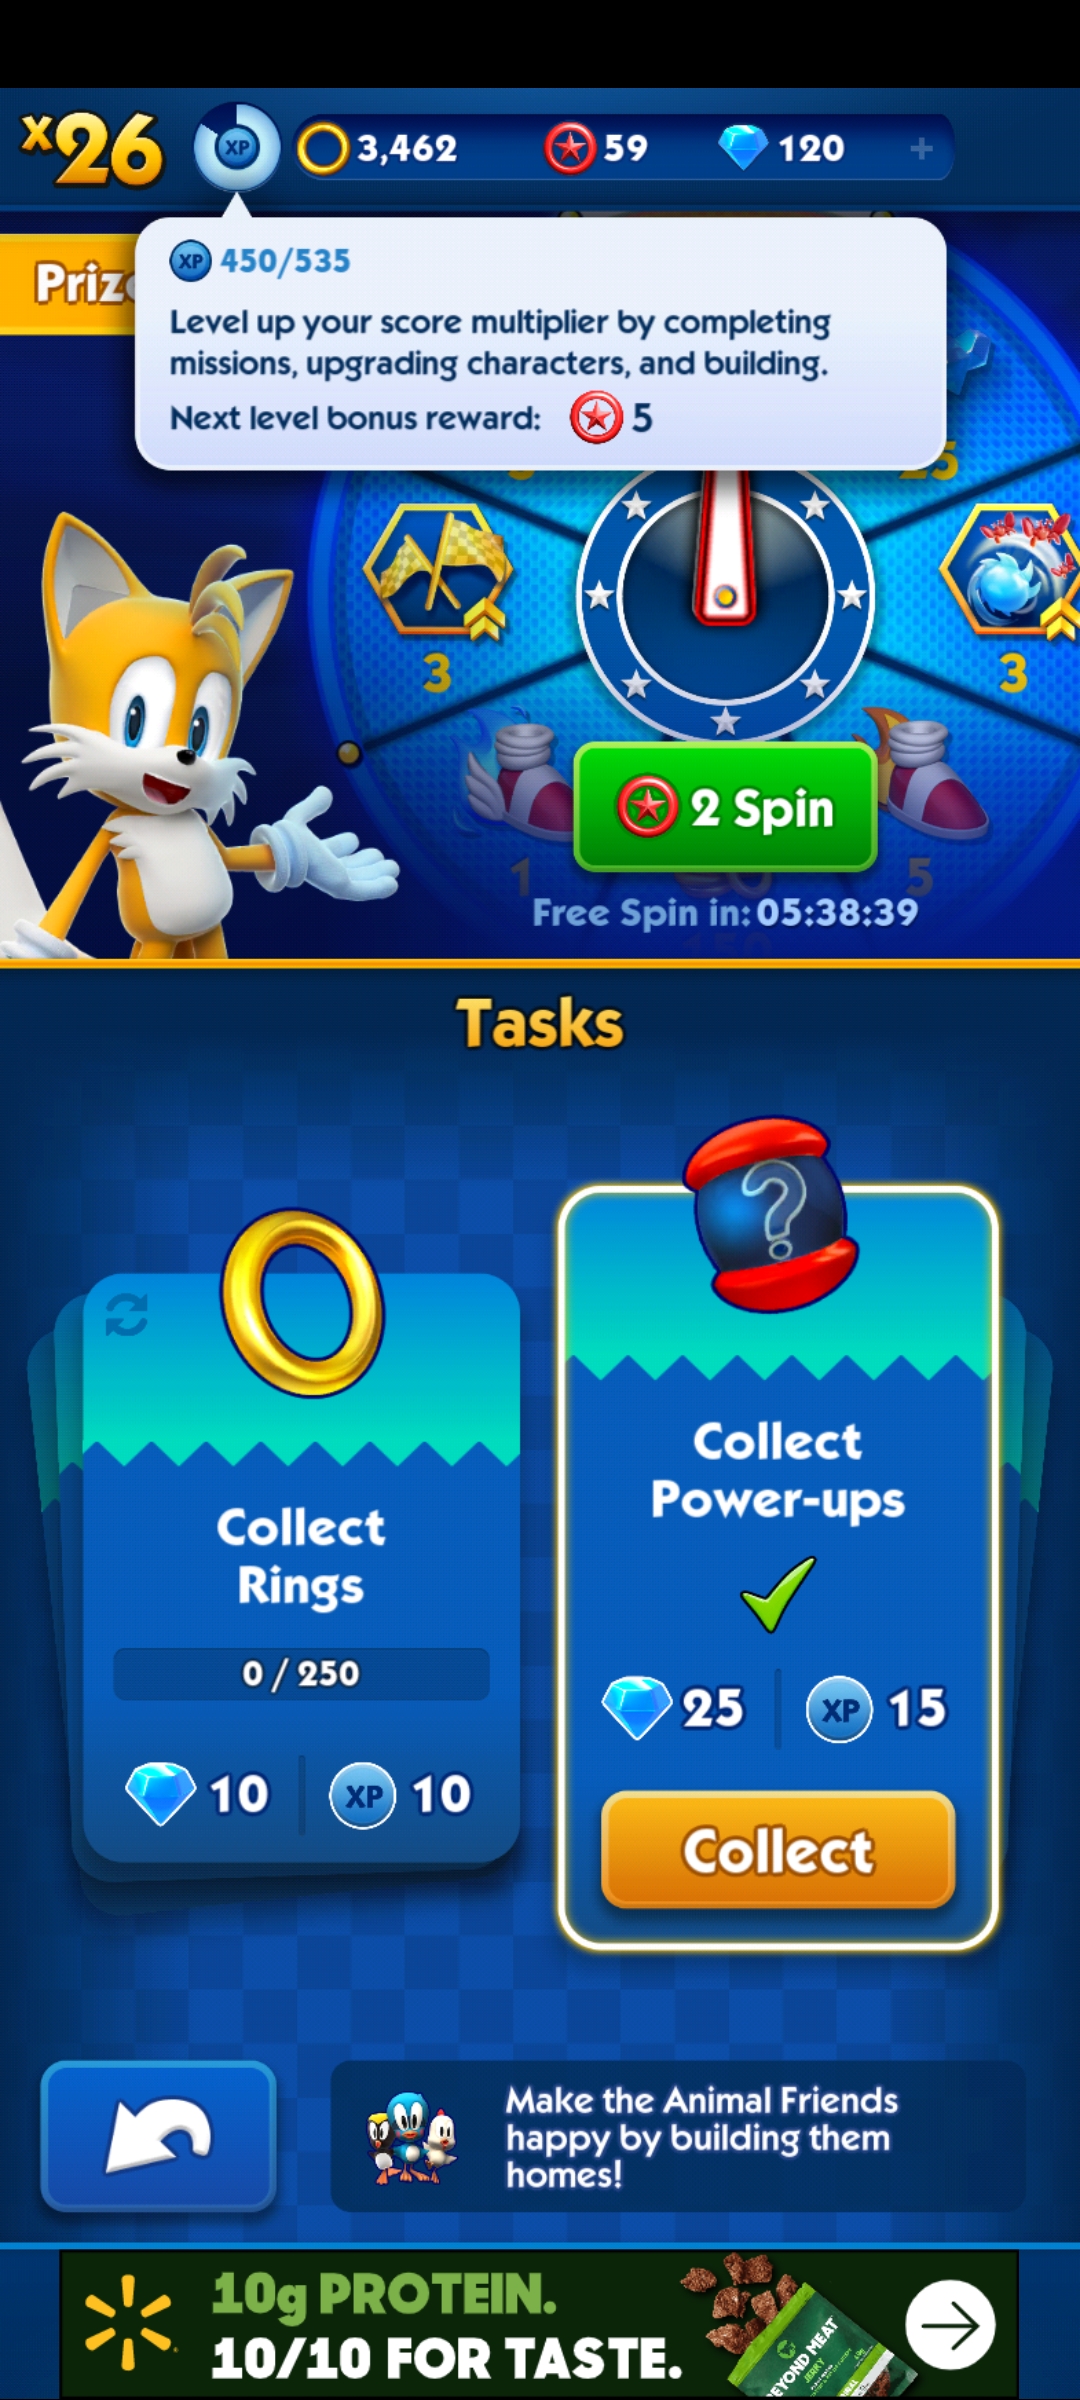 x26
XP
3,462
59
120
+
Priz
XP 450/535
Level up your score multiplier by completing
missions, upgrading characters, and building.
Next level bonus reward: 5
25
3
3
2 Spin
1
5
Free Spin in: 05:38:39
Tasks
?
Collect
Rings
0 / 250
10 XP 10
Collect
Power-ups
25 XP 15
Collect
Make the Animal Friends
happy by building them
homes!
10g PROTEIN.
10/10 FOR TASTE.
BEYOND MEAT
JERKY